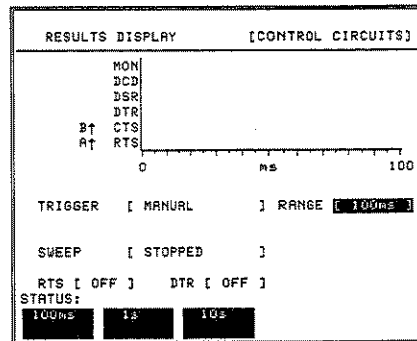 RESULTS DISPLAY [CONTROL CIRCUITS]
MON
DCD
DSR
DTR
B↑ CTS
A↑ RTS
0 ms 100
TRIGGER [ MANUAL ] RANGE [ 100ms ]
SWEEP [ STOPPED ]
RTS [ OFF ] DTR [ OFF ]
STATUS:
100ms 1s 10s